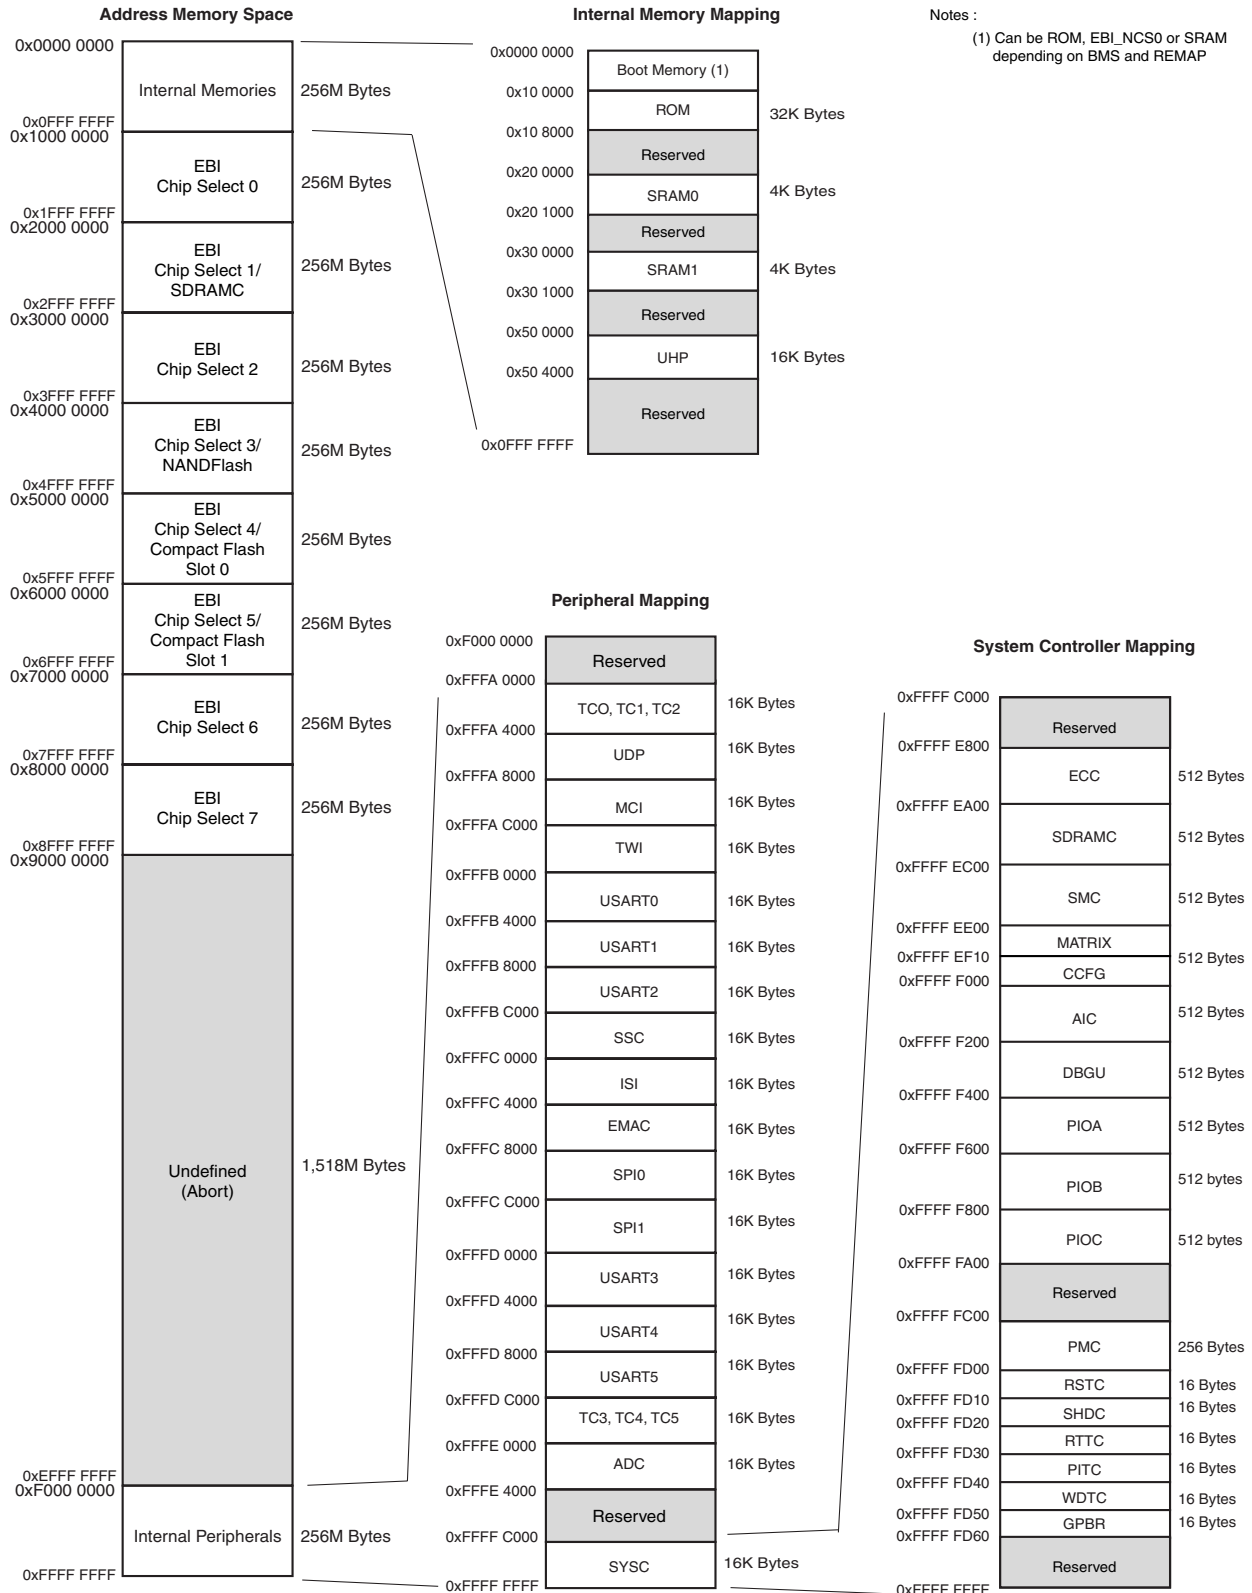 Address Memory Space
0x0000 0000
Internal Memories
256M Bytes
0x0FFF FFFF
0x1000 0000
EBI
Chip Select 0
256M Bytes
0x1FFF FFFF
0x2000 0000
EBI
Chip Select 1/
SDRAMC
256M Bytes
0x2FFF FFFF
0x3000 0000
EBI
Chip Select 2
256M Bytes
0x3FFF FFFF
0x4000 0000
EBI
Chip Select 3/
NANDFlash
256M Bytes
0x4FFF FFFF
0x5000 0000
EBI
Chip Select 4/
Compact Flash
Slot 0
256M Bytes
0x5FFF FFFF
0x6000 0000
EBI
Chip Select 5/
Compact Flash
Slot 1
256M Bytes
0x6FFF FFFF
0x7000 0000
EBI
Chip Select 6
256M Bytes
0x7FFF FFFF
0x8000 0000
EBI
Chip Select 7
256M Bytes
0x8FFF FFFF
0x9000 0000
Undefined
(Abort)
1,518M Bytes
0xEFFF FFFF
0xF000 0000
Internal Peripherals
256M Bytes
0xFFFF FFFF
Internal Memory Mapping
0x0000 0000
Boot Memory (1)
0x10 0000
ROM
32K Bytes
0x10 8000
Reserved
0x20 0000
SRAM0
4K Bytes
0x20 1000
Reserved
0x30 0000
SRAM1
4K Bytes
0x30 1000
Reserved
0x50 0000
UHP
16K Bytes
0x50 4000
Reserved
0x0FFF FFFF
Notes :
(1) Can be ROM, EBI_NCS0 or SRAM
depending on BMS and REMAP
Peripheral Mapping
0xF000 0000
Reserved
0xFFFA 0000
TCO, TC1, TC2
16K Bytes
0xFFFA 4000
UDP
16K Bytes
0xFFFA 8000
MCI
16K Bytes
0xFFFA C000
TWI
16K Bytes
0xFFFB 0000
USART0
16K Bytes
0xFFFB 4000
USART1
16K Bytes
0xFFFB 8000
USART2
16K Bytes
0xFFFB C000
SSC
16K Bytes
0xFFFC 0000
ISI
16K Bytes
0xFFFC 4000
EMAC
16K Bytes
0xFFFC 8000
SPI0
16K Bytes
0xFFFC C000
SPI1
16K Bytes
0xFFFD 0000
USART3
16K Bytes
0xFFFD 4000
USART4
16K Bytes
0xFFFD 8000
USART5
16K Bytes
0xFFFD C000
TC3, TC4, TC5
16K Bytes
0xFFFE 0000
ADC
16K Bytes
0xFFFE 4000
Reserved
0xFFFF C000
SYSC
16K Bytes
0xFFFF FFFF
System Controller Mapping
0xFFFF C000
Reserved
0xFFFF E800
ECC
512 Bytes
0xFFFF EA00
SDRAMC
512 Bytes
0xFFFF EC00
SMC
512 Bytes
0xFFFF EE00
MATRIX
0xFFFF EF10
512 Bytes
CCFG
0xFFFF F000
AIC
512 Bytes
0xFFFF F200
DBGU
512 Bytes
0xFFFF F400
PIOA
512 Bytes
0xFFFF F600
PIOB
512 bytes
0xFFFF F800
PIOC
512 bytes
0xFFFF FA00
Reserved
0xFFFF FC00
PMC
256 Bytes
0xFFFF FD00
RSTC
16 Bytes
0xFFFF FD10
SHDC
16 Bytes
0xFFFF FD20
RTTC
16 Bytes
0xFFFF FD30
PITC
16 Bytes
0xFFFF FD40
WDTC
16 Bytes
0xFFFF FD50
GPBR
16 Bytes
0xFFFF FD60
Reserved
0xFFFF FFFF